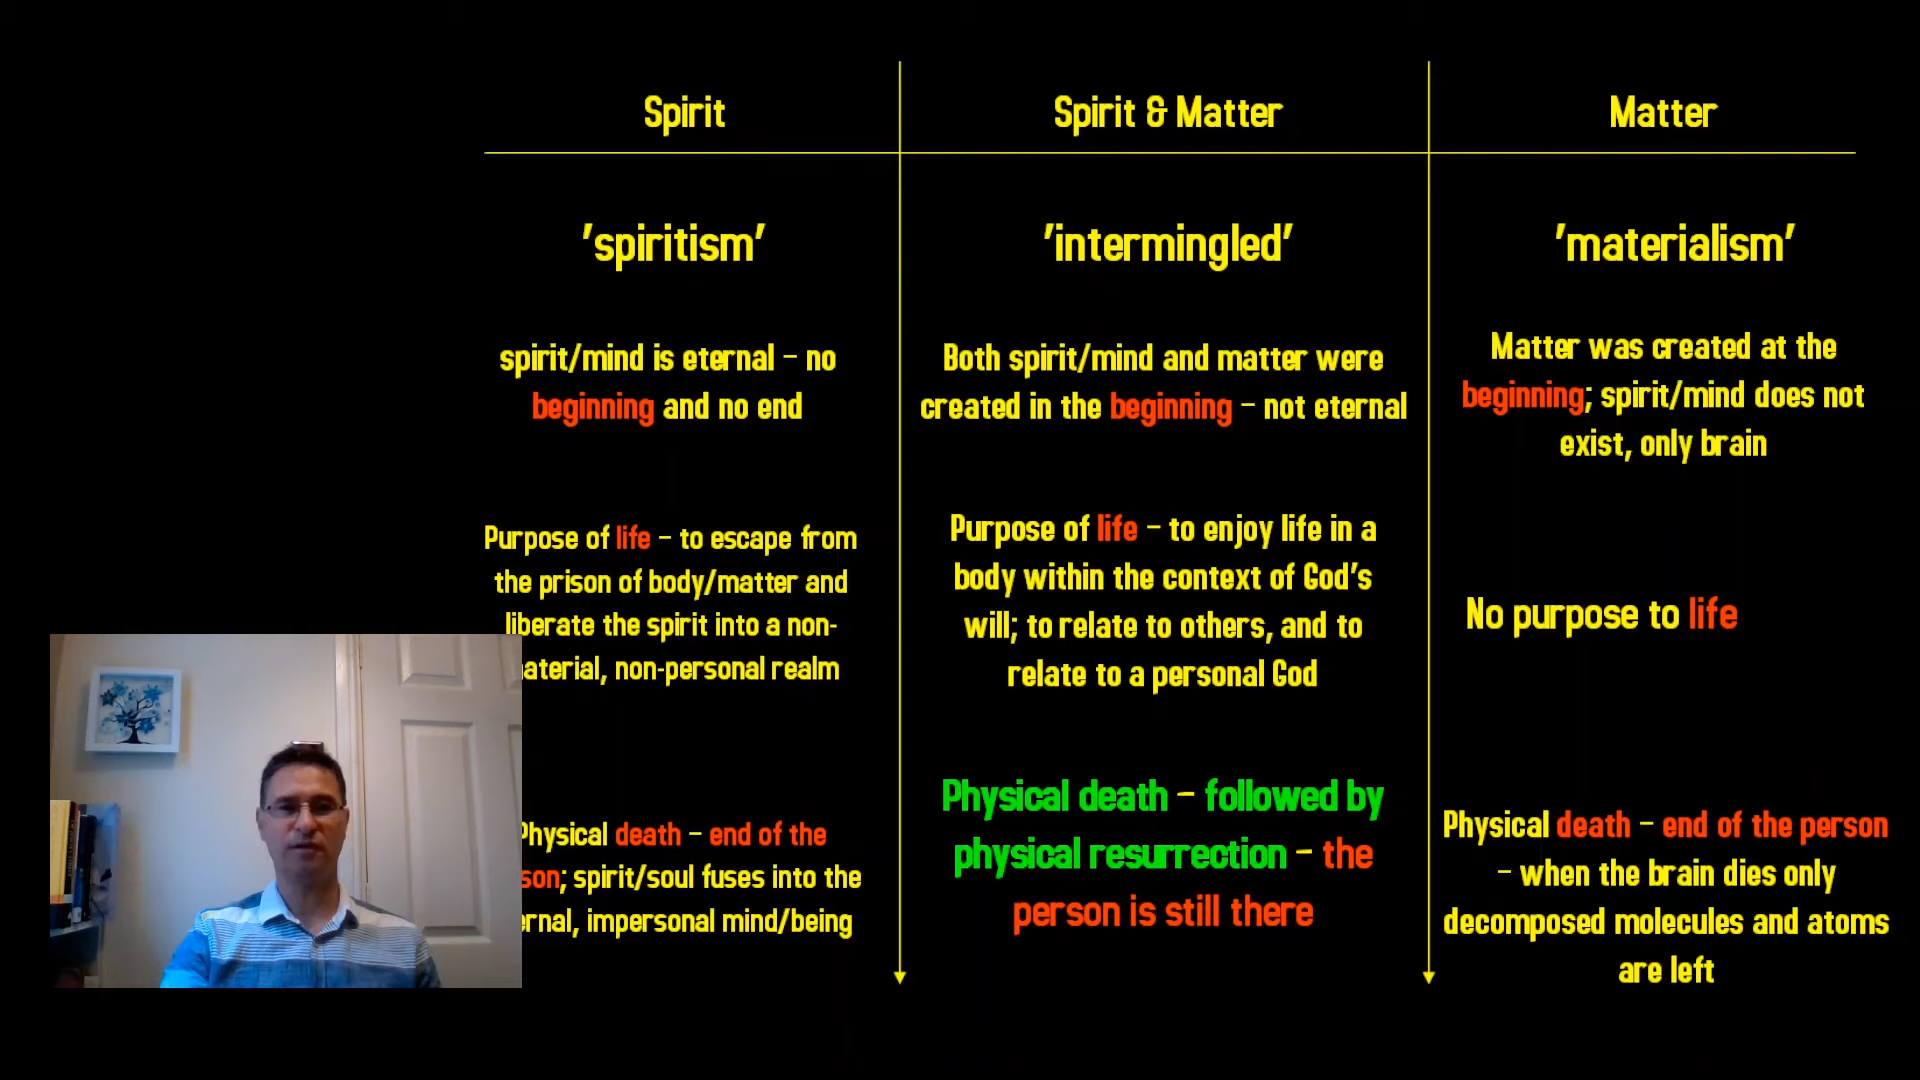 Spirit
Spirit & Matter
Matter
'spiritism'
'intermingled'
'materialism'
spirit/mind is eternal – no
beginning and no end
Both spirit/mind and matter were
created in the beginning – not eternal
Matter was created at the
beginning; spirit/mind does not
exist, only brain
Purpose of life – to escape from
the prison of body/matter and
liberate the spirit into a non-
aterial, non-personal realm
Purpose of life – to enjoy life in a
body within the context of God's
will; to relate to others, and to
relate to a personal God
No purpose to life
Physical death – end of the
son; spirit/soul fuses into the
ernal, impersonal mind/being
Physical death – followed by
physical resurrection – the
person is still there
Physical death – end of the person
– when the brain dies only
decomposed molecules and atoms
are left